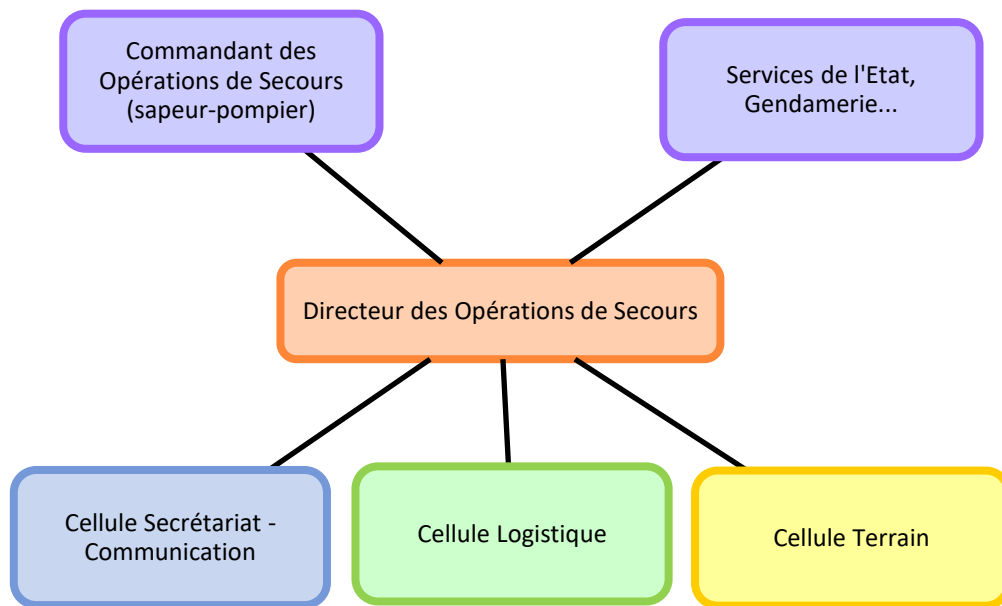 Commandant des
Opérations de Secours
(sapeur-pompier)
Services de l'Etat,
Gendamerie...
Directeur des Opérations de Secours
Cellule Secrétariat -
Communication
Cellule Logistique
Cellule Terrain